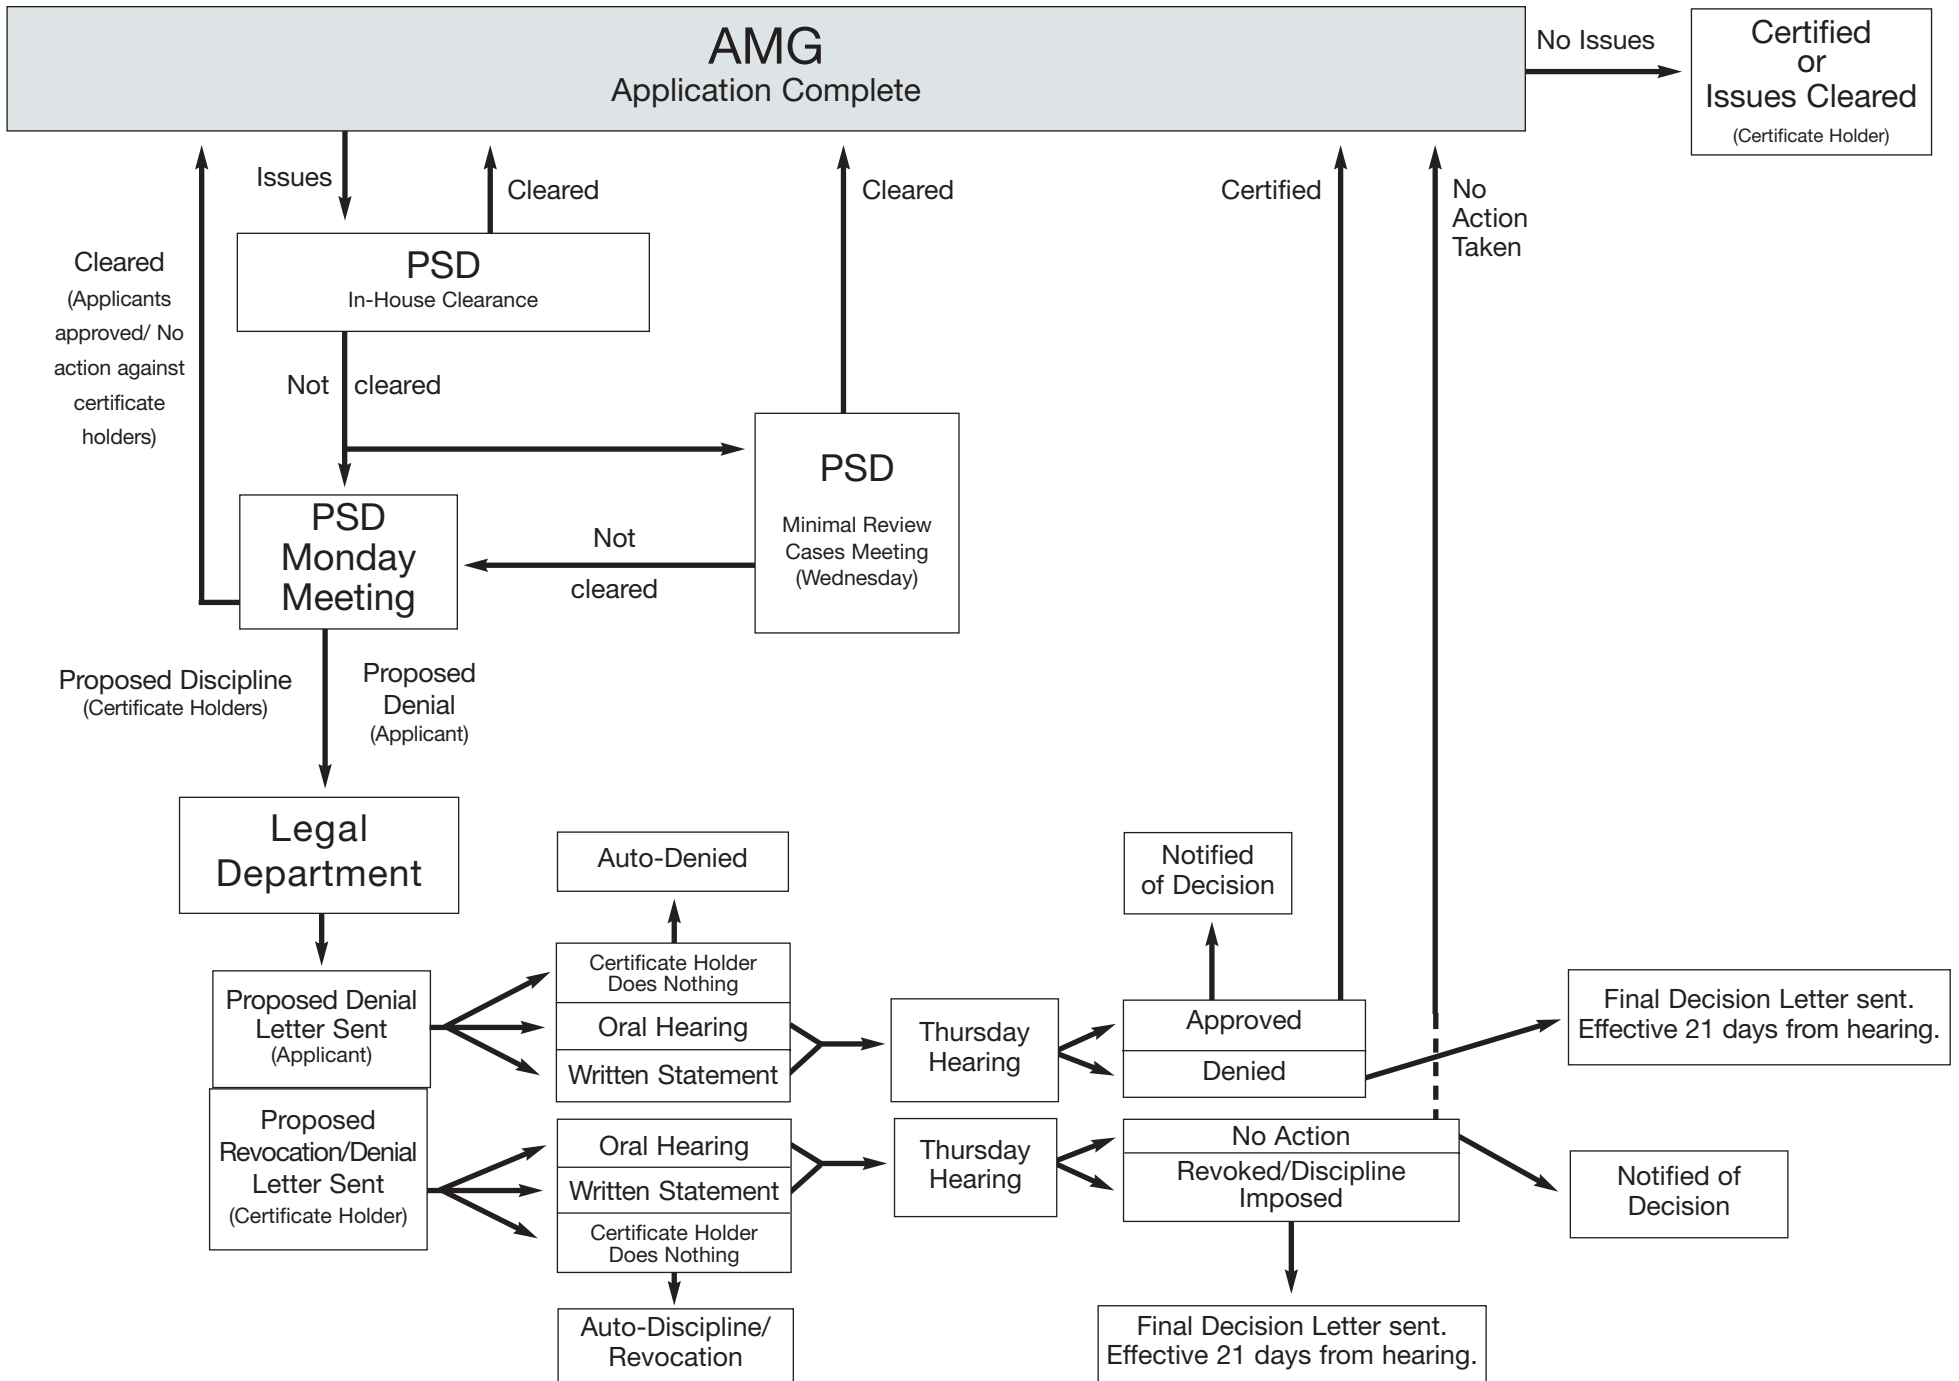 AMG
Application Complete
No Issues
Certified
or
Issues Cleared
(Certificate Holder)
Issues
Cleared
Cleared
Certified
No
Action
Taken
Cleared
(Applicants
approved/ No
action against
certificate
holders)
PSD
In-House Clearance
Not cleared
PSD
Minimal Review
Cases Meeting
(Wednesday)
PSD
Monday
Meeting
Not
cleared
Proposed Discipline
(Certificate Holders)
Proposed
Denial
(Applicant)
Legal
Department
Auto-Denied
Notified
of Decision
Proposed Denial
Letter Sent
(Applicant)
Certificate Holder
Does Nothing
Oral Hearing
Written Statement
Thursday
Hearing
Approved
Denied
Final Decision Letter sent.
Effective 21 days from hearing.
Proposed
Revocation/Denial
Letter Sent
(Certificate Holder)
Oral Hearing
Written Statement
Certificate Holder
Does Nothing
Thursday
Hearing
No Action
Revoked/Discipline
Imposed
Notified of
Decision
Auto-Discipline/
Revocation
Final Decision Letter sent.
Effective 21 days from hearing.